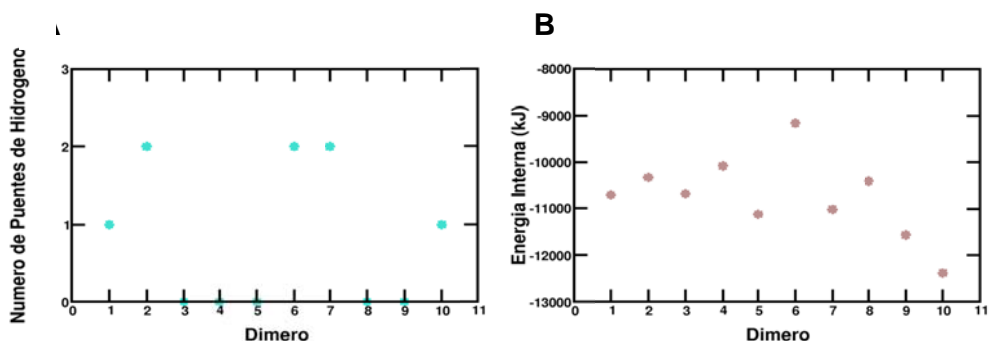 B
Numero de Puentes de
3
2
1
0
0 1 2 3 4 5 6 7 8 9 10 11
Dimero
Energia Interna (kJ)
-8000
-9000
-10000
-11000
-12000
-13000
0 1 2 3 4 5 6 7 8 9 10 11
Dimero